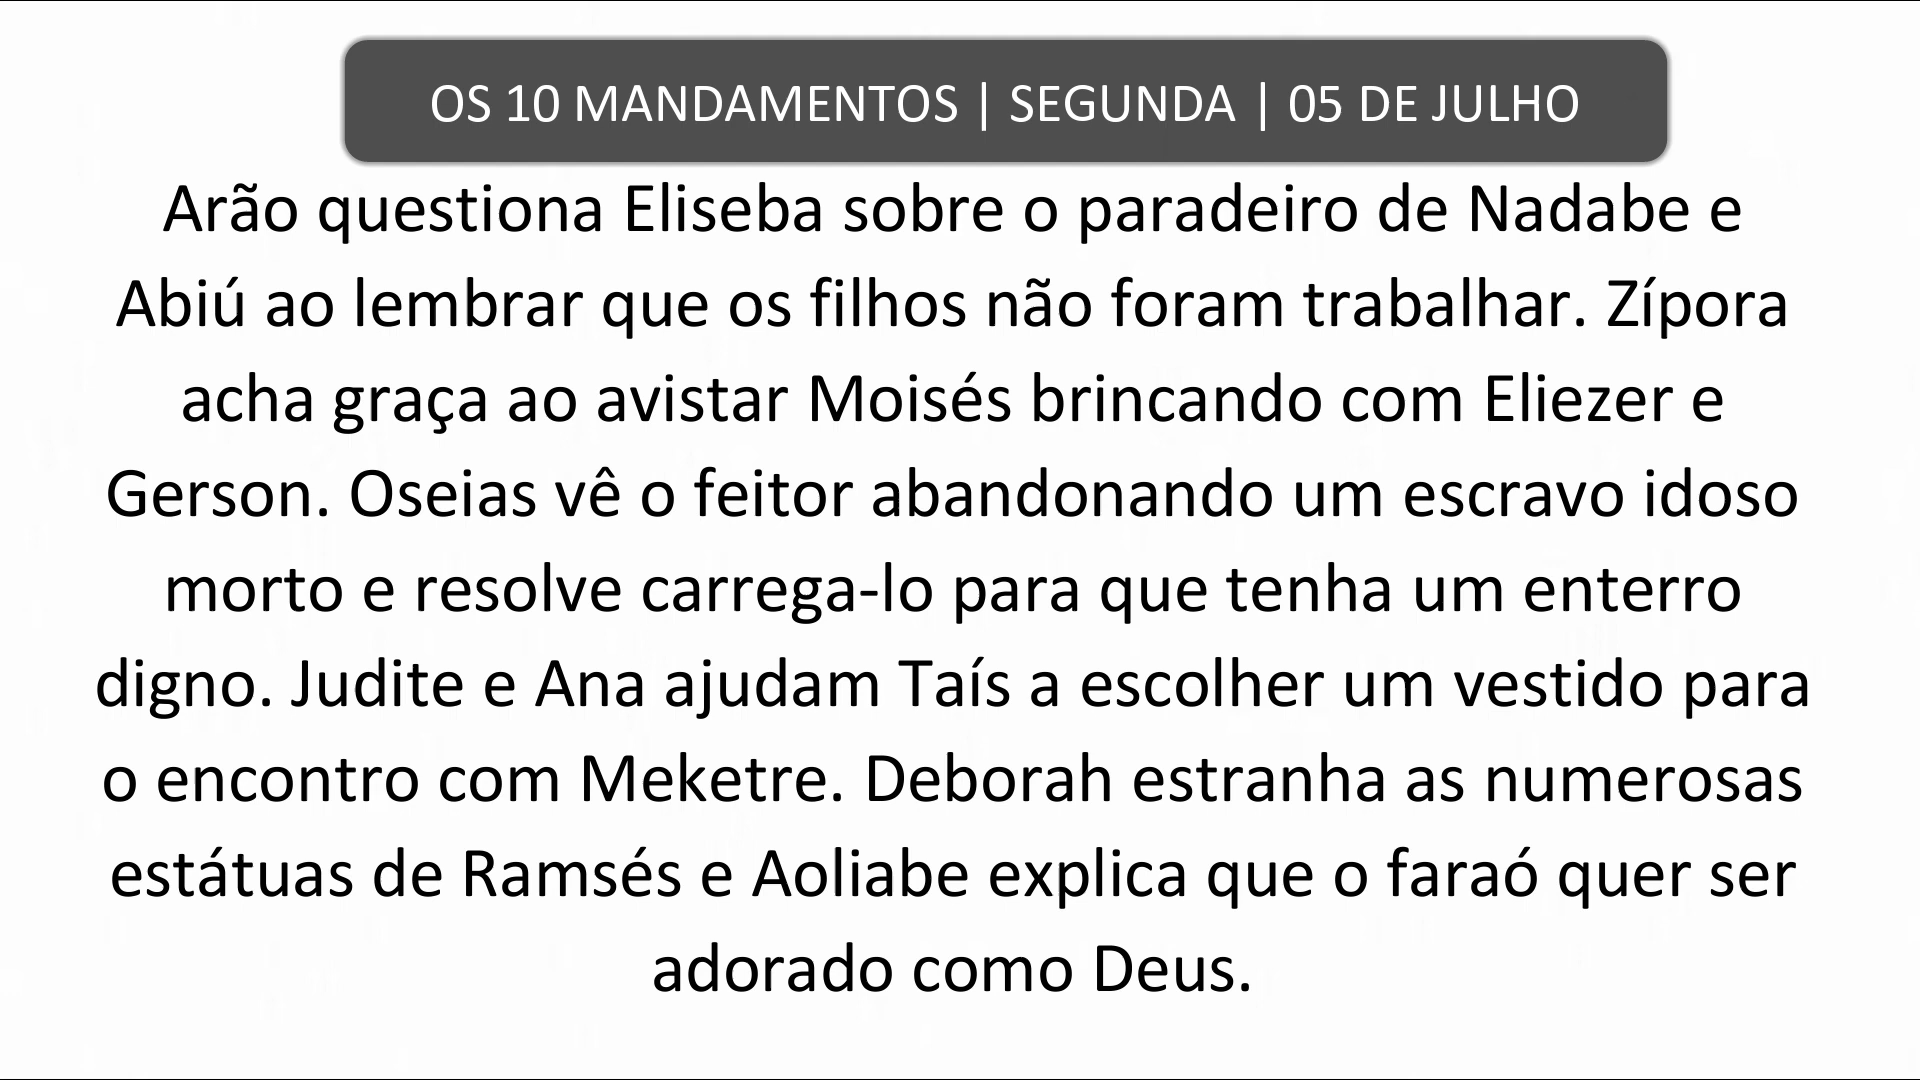 OS 10 MANDAMENTOS | SEGUNDA | 05 DE JULHO
Arão questiona Eliseba sobre o paradeiro de Nadabe e
Abiú ao lembrar que os filhos não foram trabalhar. Zípora
acha graça ao avistar Moisés brincando com Eliezer e
Gerson. Oseias vê o feitor abandonando um escravo idoso
morto e resolve carrega-lo para que tenha um enterro
digno. Judite e Ana ajudam Taís a escolher um vestido para
o encontro com Meketre. Deborah estranha as numerosas
estátuas de Ramsés e Aoliabe explica que o faraó quer ser
adorado como Deus.